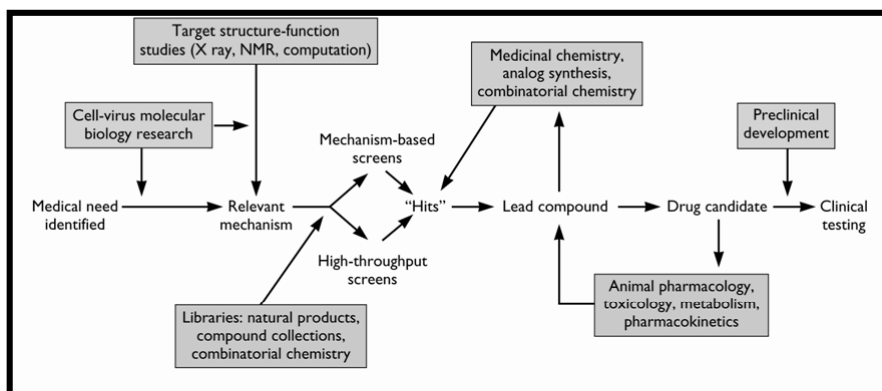 Target structure-function
studies (X ray, NMR, computation)
Medicinal chemistry,
analog synthesis,
combinatorial chemistry
Cell-virus molecular
biology research
Preclinical
development
Mechanism-based
screens
Medical need
identified
Relevant
mechanism
"Hits"
Lead compound
Drug candidate
Clinical
testing
High-throughput
screens
Libraries: natural products,
compound collections,
combinatorial chemistry
Animal pharmacology,
toxicology, metabolism,
pharmacokinetics